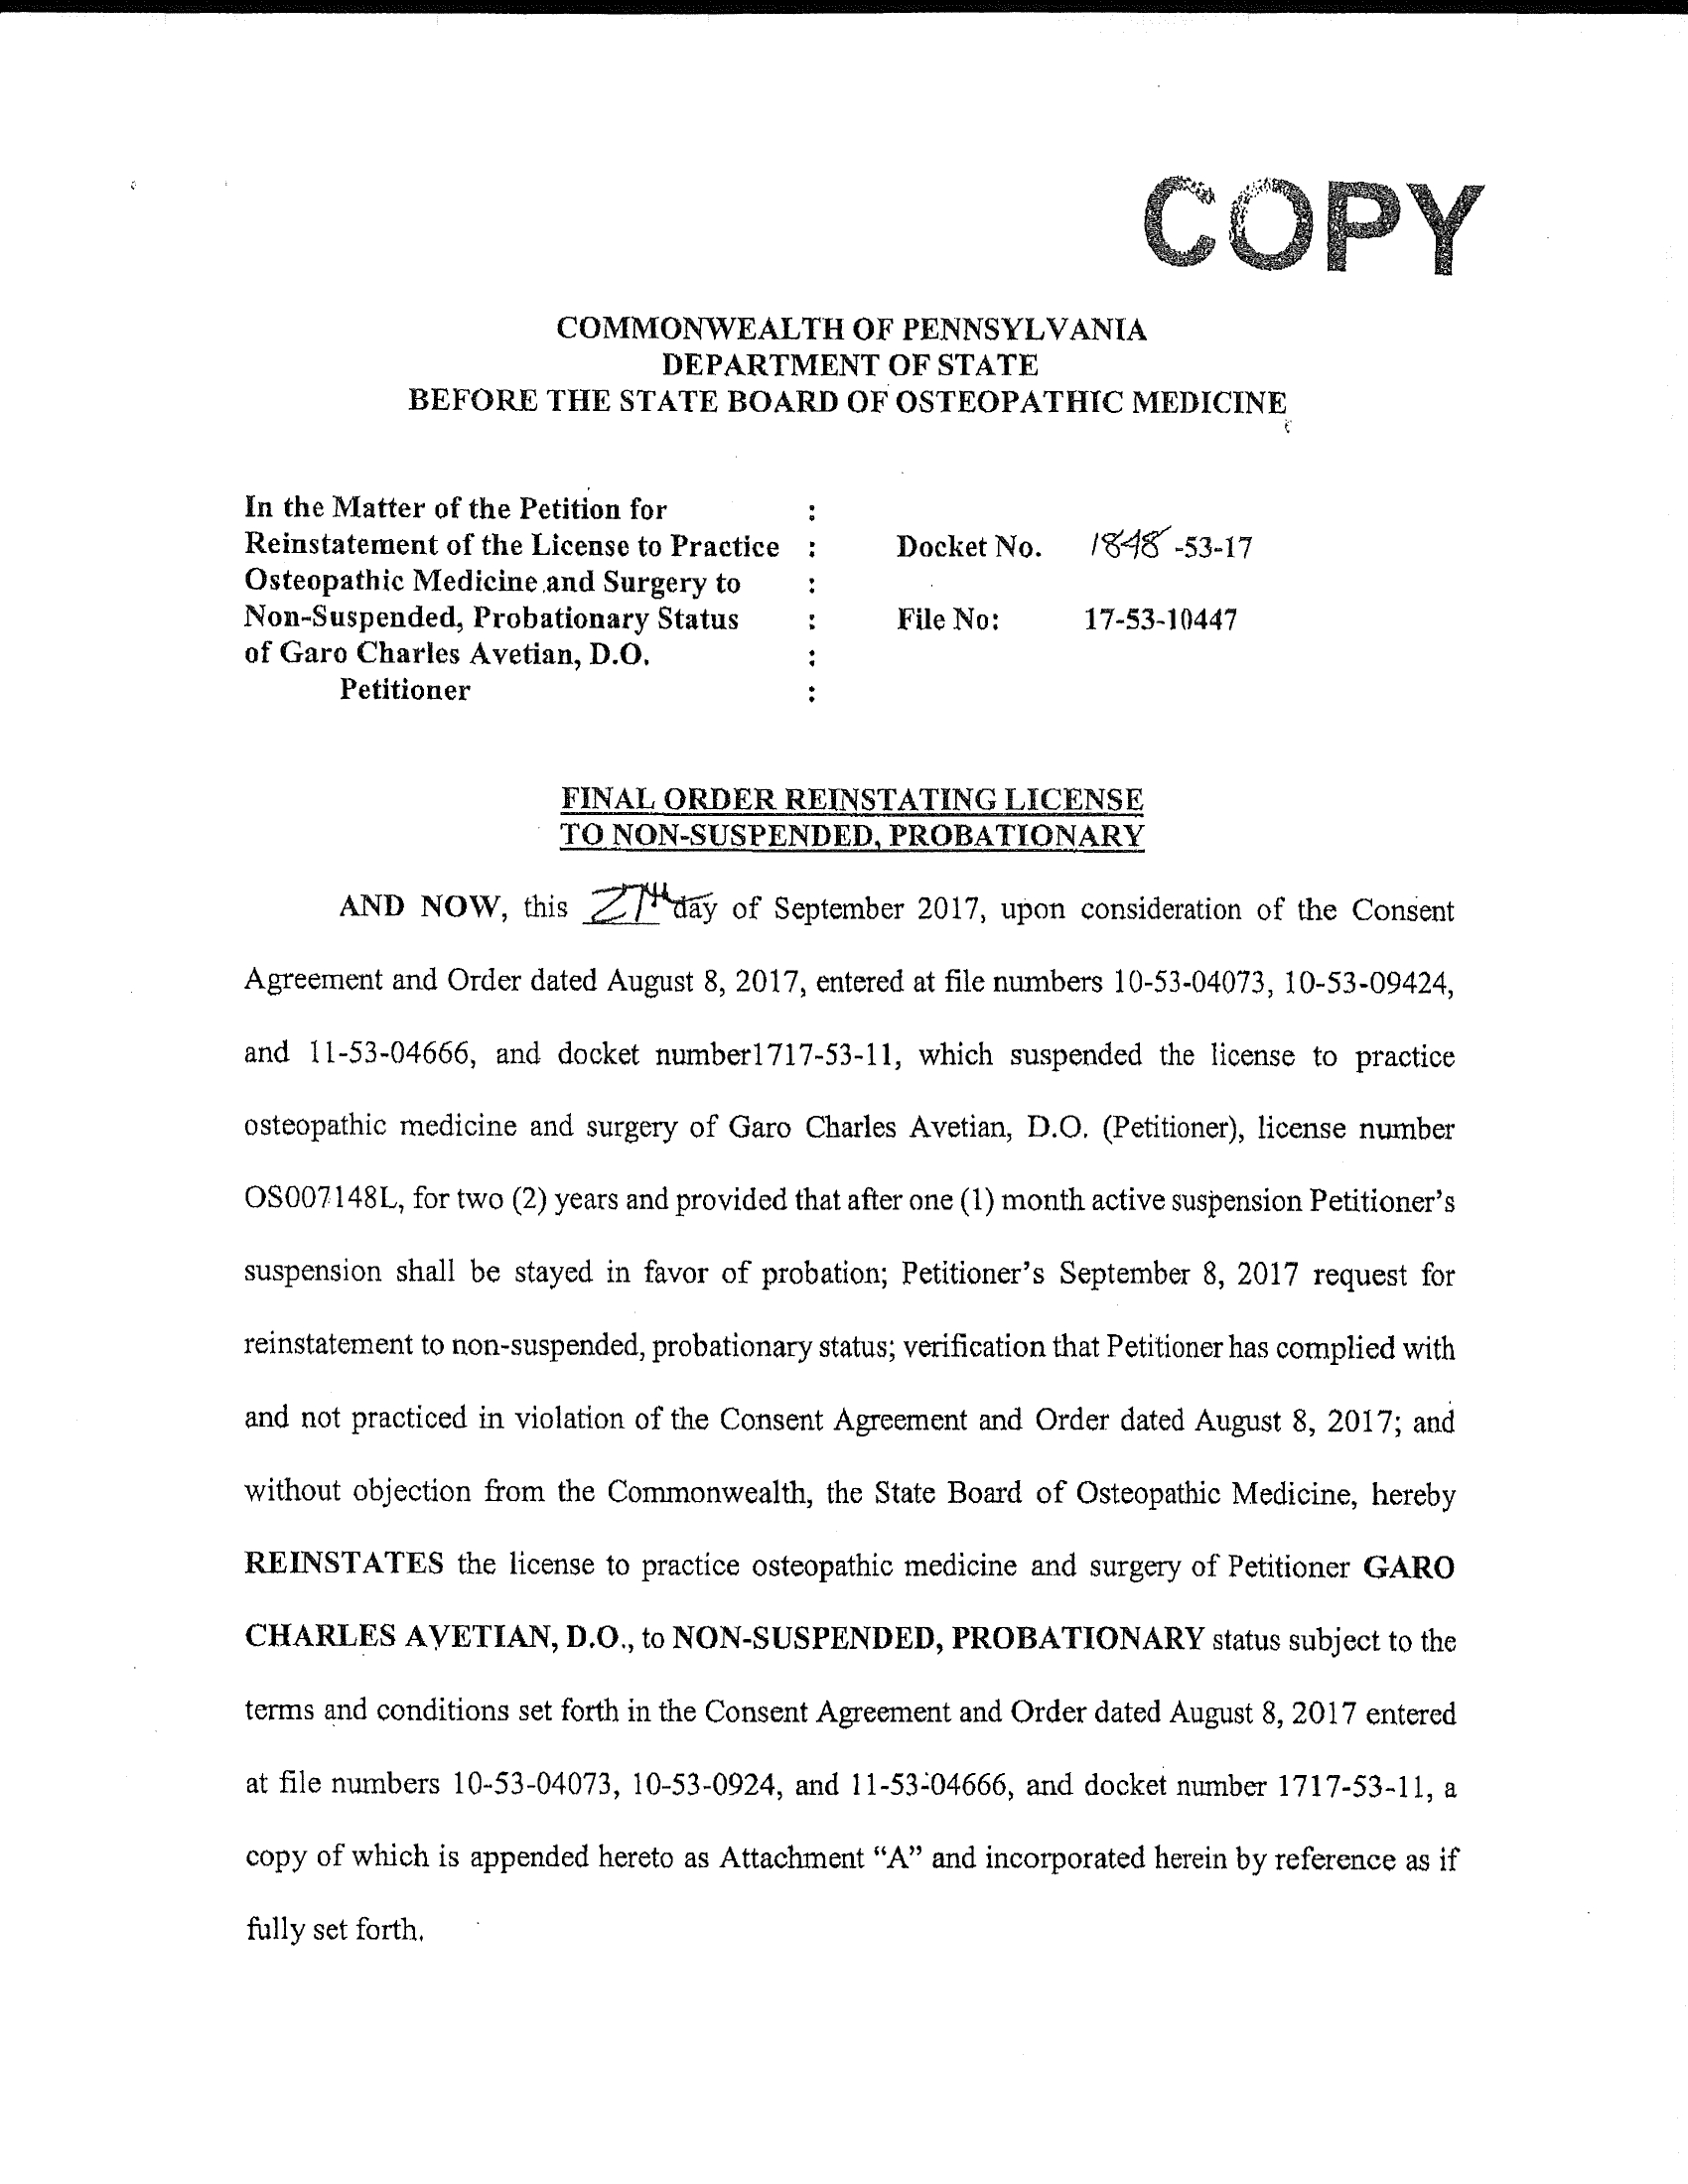 COPY
COMMONWEALTH OF PENNSYLVANIA
DEPARTMENT OF STATE
BEFORE THE STATE BOARD OF OSTEOPATHIC MEDICINE
In the Matter of the Petition for :
Reinstatement of the License to Practice : Docket No. 1848-53-17
Osteopathic Medicine and Surgery to :
Non-Suspended, Probationary Status : File No: 17-53-10447
of Garo Charles Avetian, D.O. :
Petitioner :
FINAL ORDER REINSTATING LICENSE
TO NON-SUSPENDED, PROBATIONARY
AND NOW, this 27th day of September 2017, upon consideration of the Consent
Agreement and Order dated August 8, 2017, entered at file numbers 10-53-04073, 10-53-09424,
and 11-53-04666, and docket number1717-53-11, which suspended the license to practice
osteopathic medicine and surgery of Garo Charles Avetian, D.O. (Petitioner), license number
OS007148L, for two (2) years and provided that after one (1) month active suspension Petitioner's
suspension shall be stayed in favor of probation; Petitioner's September 8, 2017 request for
reinstatement to non-suspended, probationary status; verification that Petitioner has complied with
and not practiced in violation of the Consent Agreement and Order dated August 8, 2017; and
without objection from the Commonwealth, the State Board of Osteopathic Medicine, hereby
REINSTATES the license to practice osteopathic medicine and surgery of Petitioner GARO
CHARLES AVETIAN, D.O., to NON-SUSPENDED, PROBATIONARY status subject to the
terms and conditions set forth in the Consent Agreement and Order dated August 8, 2017 entered
at file numbers 10-53-04073, 10-53-0924, and 11-53-04666, and docket number 1717-53-11, a
copy of which is appended hereto as Attachment “A” and incorporated herein by reference as if
fully set forth.